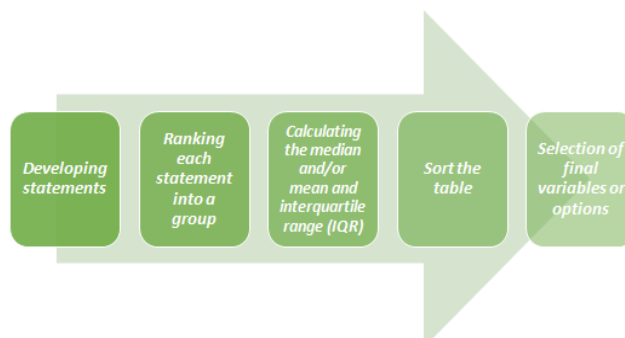 Developing
statements
Ranking
each
statement
into a
group
Calculating
the median
and/or
mean and
interquartile
range (IQR)
Sort the
table
Selection of
final
variables or
options